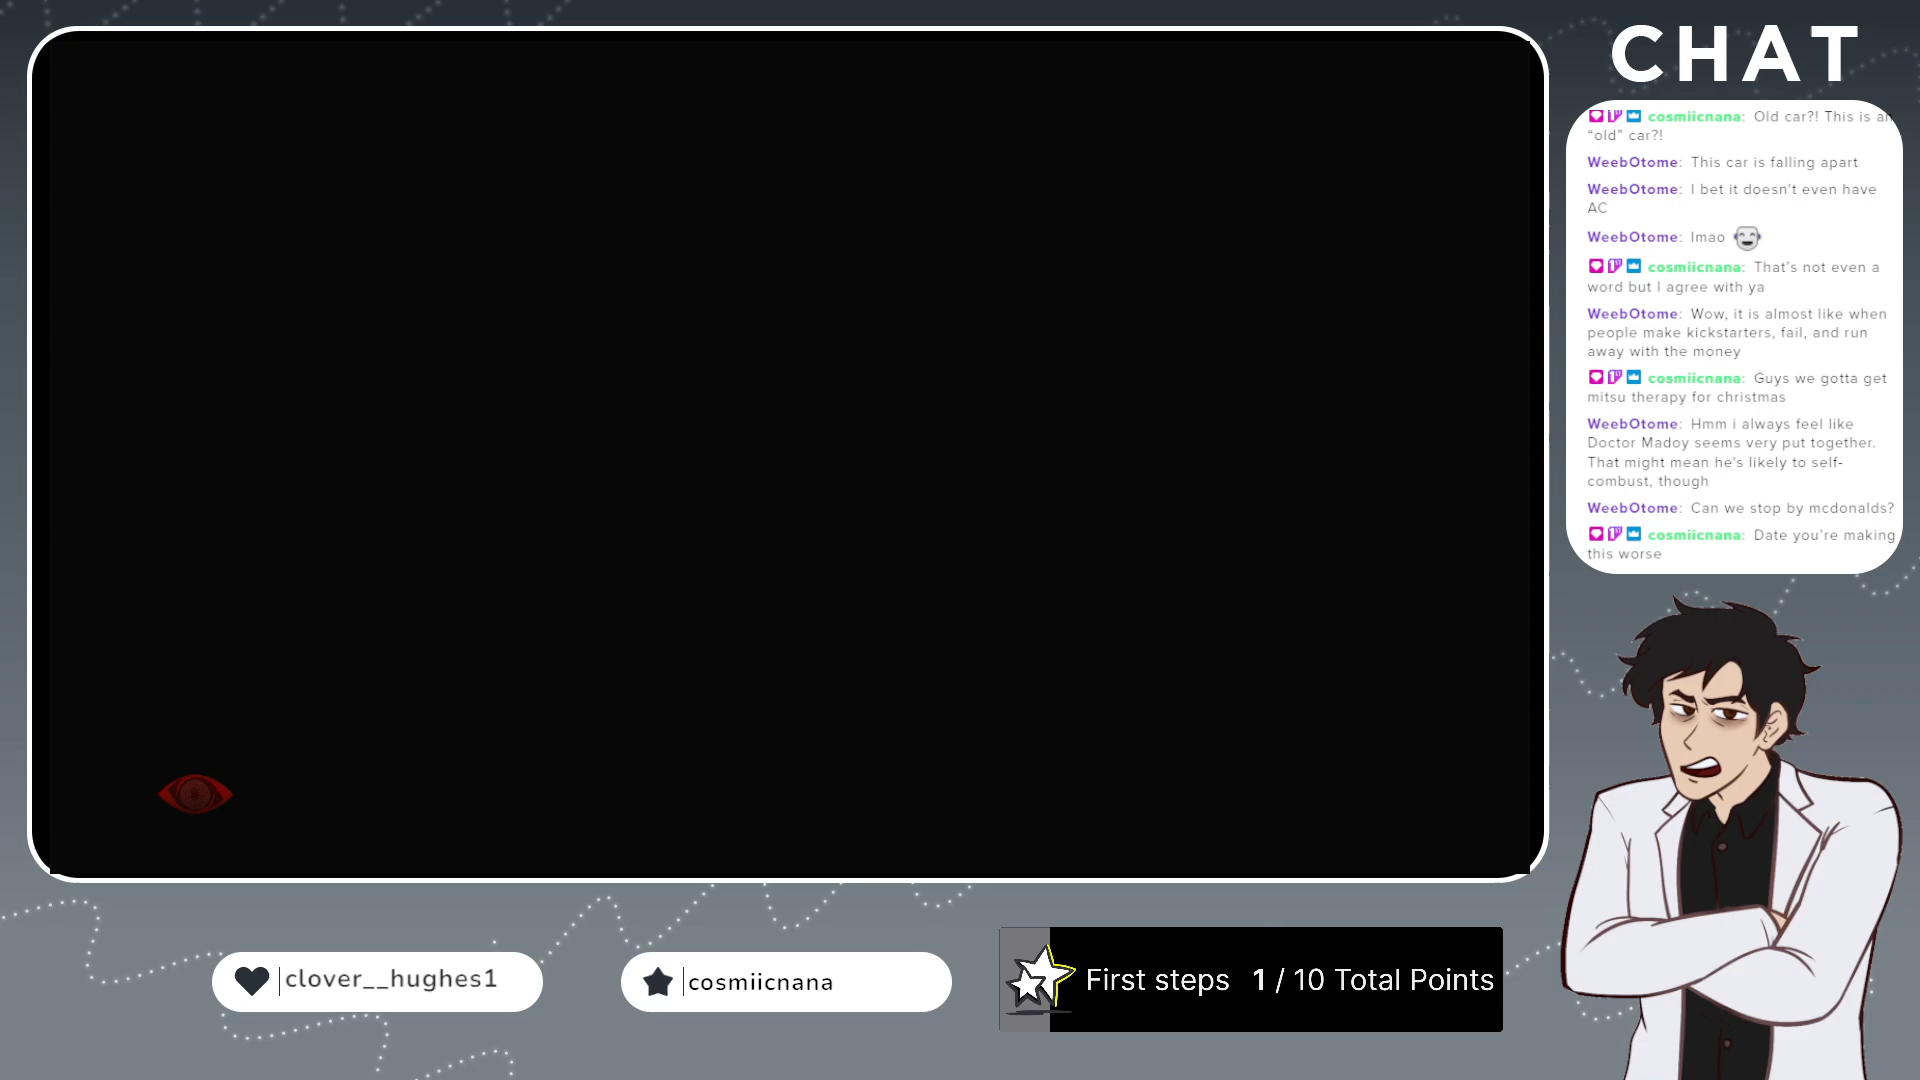 CHAT
cosmiicnana: Old car?! This is an
“old” car?!
WeebOtome: This car is falling apart
WeebOtome: I bet it doesn't even have
AC
WeebOtome: lmao
cosmiicnana: That's not even a
word but I agree with ya
WeebOtome: Wow, it is almost like when
people make kickstarters, fail, and run
away with the money
cosmiicnana: Guys we gotta get
mitsu therapy for christmas
WeebOtome: Hmm i always feel like
Doctor Madoy seems very put together.
That might mean he's likely to self-
combust, though
WeebOtome: Can we stop by mcdonalds?
cosmiicnana: Date you're making
this worse
clover__hughes1
cosmiicnana
First steps 1 / 10 Total Points